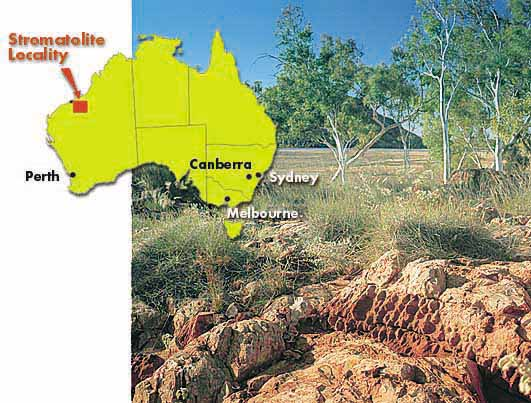 Stromatolite
Locality
Perth
Canberra
Sydney
Melbourne